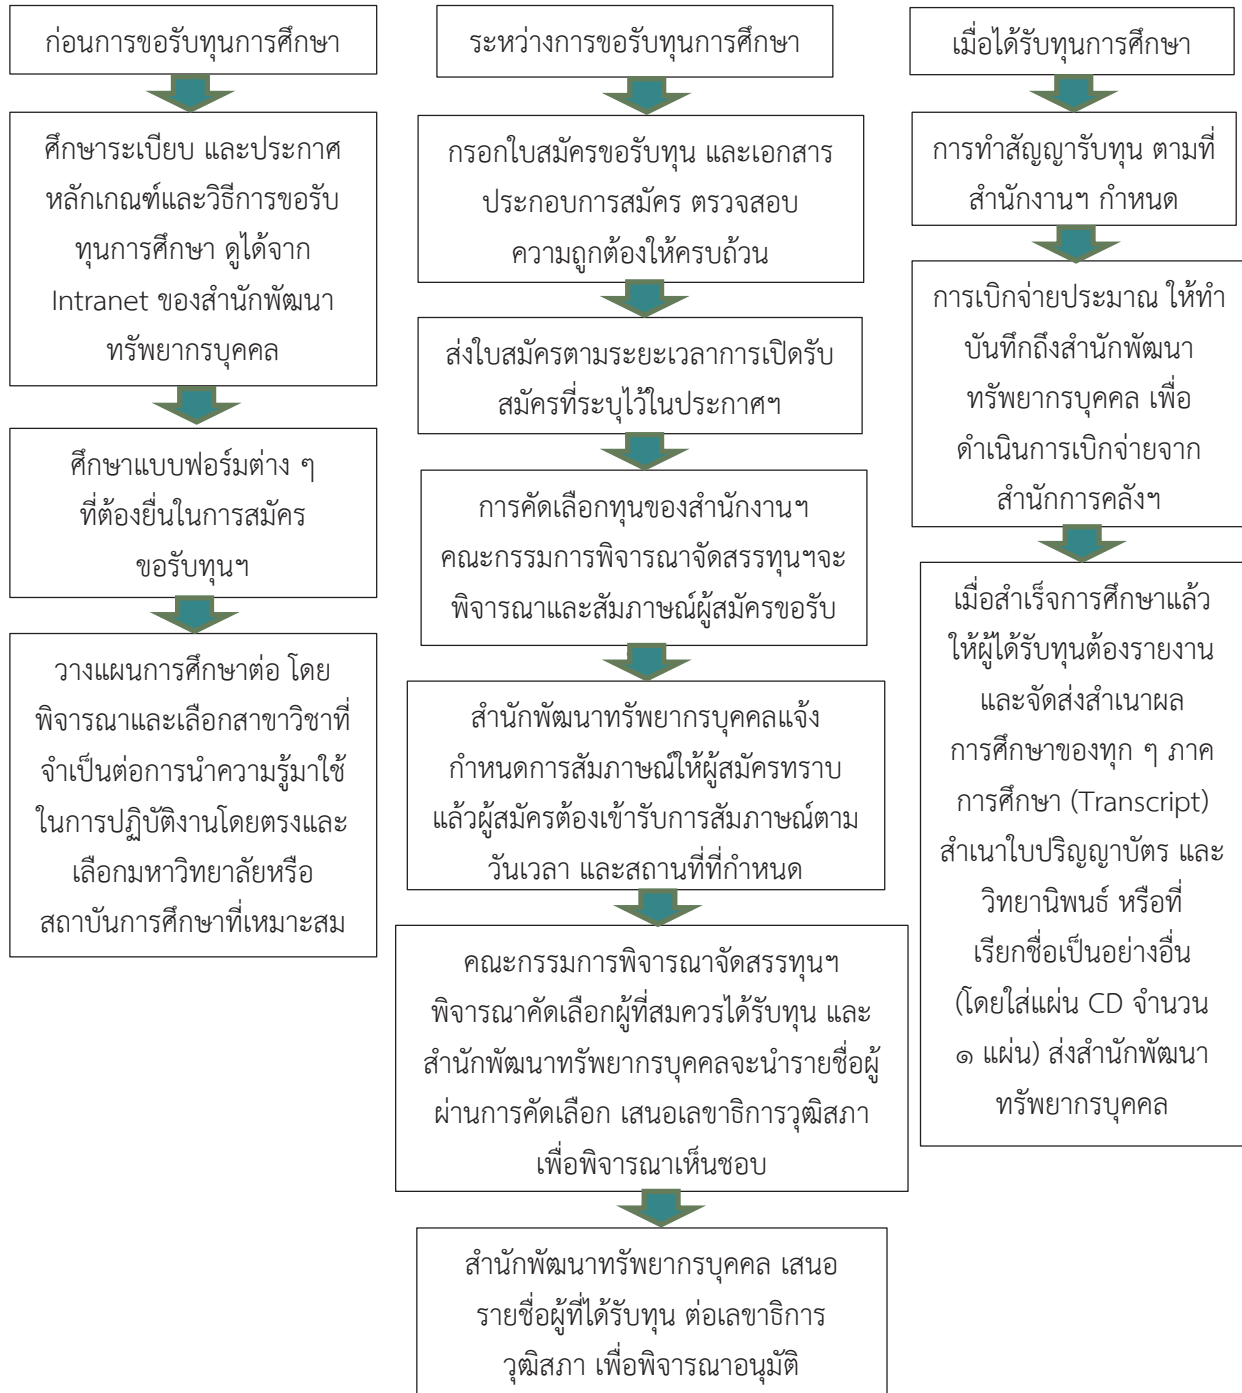 ก่อนการขอรับทุนการศึกษา
ศึกษาระเบียบ และประกาศ
หลักเกณฑ์และวิธีการขอรับ
ทุนการศึกษา ดูได้จาก
Intranet ของสำนักพัฒนา
ทรัพยากรบุคคล
ศึกษาแบบฟอร์มต่าง ๆ
ที่ต้องยื่นในการสมัคร
ขอรับทุนฯ
วางแผนการศึกษาต่อ โดย
พิจารณาและเลือกสาขาวิชาที่
จำเป็นต่อการนำความรู้มาใช้
ในการปฏิบัติงานโดยตรงและ
เลือกมหาวิทยาลัยหรือ
สถาบันการศึกษาที่เหมาะสม
ระหว่างการขอรับทุนการศึกษา
กรอกใบสมัครขอรับทุน และเอกสาร
ประกอบการสมัคร ตรวจสอบ
ความถูกต้องให้ครบถ้วน
ส่งใบสมัครตามระยะเวลาการเปิดรับ
สมัครที่ระบุไว้ในประกาศฯ
การคัดเลือกทุนของสำนักงานฯ
คณะกรรมการพิจารณาจัดสรรทุนฯจะ
พิจารณาและสัมภาษณ์ผู้สมัครขอรับ
สำนักพัฒนาทรัพยากรบุคคลแจ้ง
กำหนดการสัมภาษณ์ให้ผู้สมัครทราบ
แล้วผู้สมัครต้องเข้ารับการสัมภาษณ์ตาม
วันเวลา และสถานที่ที่กำหนด
คณะกรรมการพิจารณาจัดสรรทุนฯ
พิจารณาคัดเลือกผู้ที่สมควรได้รับทุน และ
สำนักพัฒนาทรัพยากรบุคคลจะนำรายชื่อผู้
ผ่านการคัดเลือก เสนอเลขาธิการวุฒิสภา
เพื่อพิจารณาเห็นชอบ
สำนักพัฒนาทรัพยากรบุคคล เสนอ
รายชื่อผู้ที่ได้รับทุน ต่อเลขาธิการ
วุฒิสภา เพื่อพิจารณาอนุมัติ
เมื่อได้รับทุนการศึกษา
การทำสัญญารับทุน ตามที่
สำนักงานฯ กำหนด
การเบิกจ่ายประมาณ ให้ทำ
บันทึกถึงสำนักพัฒนา
ทรัพยากรบุคคล เพื่อ
ดำเนินการเบิกจ่ายจาก
สำนักการคลังฯ
เมื่อสำเร็จการศึกษาแล้ว
ให้ผู้ได้รับทุนต้องรายงาน
และจัดส่งสำเนาผล
การศึกษาของทุก ๆ ภาค
การศึกษา (Transcript)
สำเนาใบปริญญาบัตร และ
วิทยานิพนธ์ หรือที่
เรียกชื่อเป็นอย่างอื่น
(โดยใส่แผ่น CD จำนวน
๑ แผ่น) ส่งสำนักพัฒนา
ทรัพยากรบุคคล